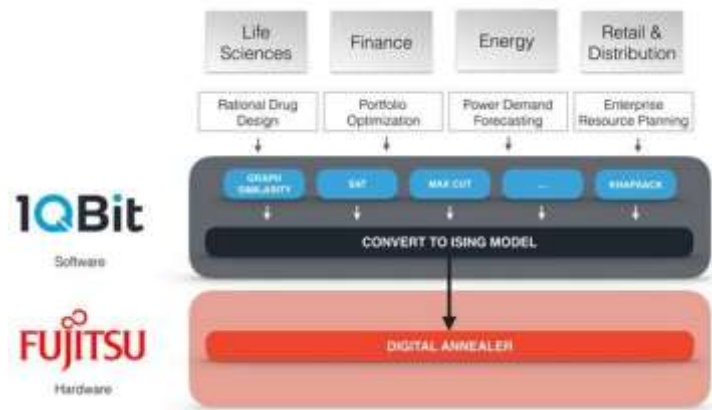 Life
Sciences
Finance
Energy
Retail &
Distribution
Rational Drug
Design
Portfolio
Optimization
Power Demand
Forecasting
Enterprise
Resource Planning
GRAPH
SIMILARITY
SAT
MAX CUT
...
KNAPSACK
1QBit
CONVERT TO ISING MODEL
Software
FUJITSU
DIGITAL ANNEALER
Hardware